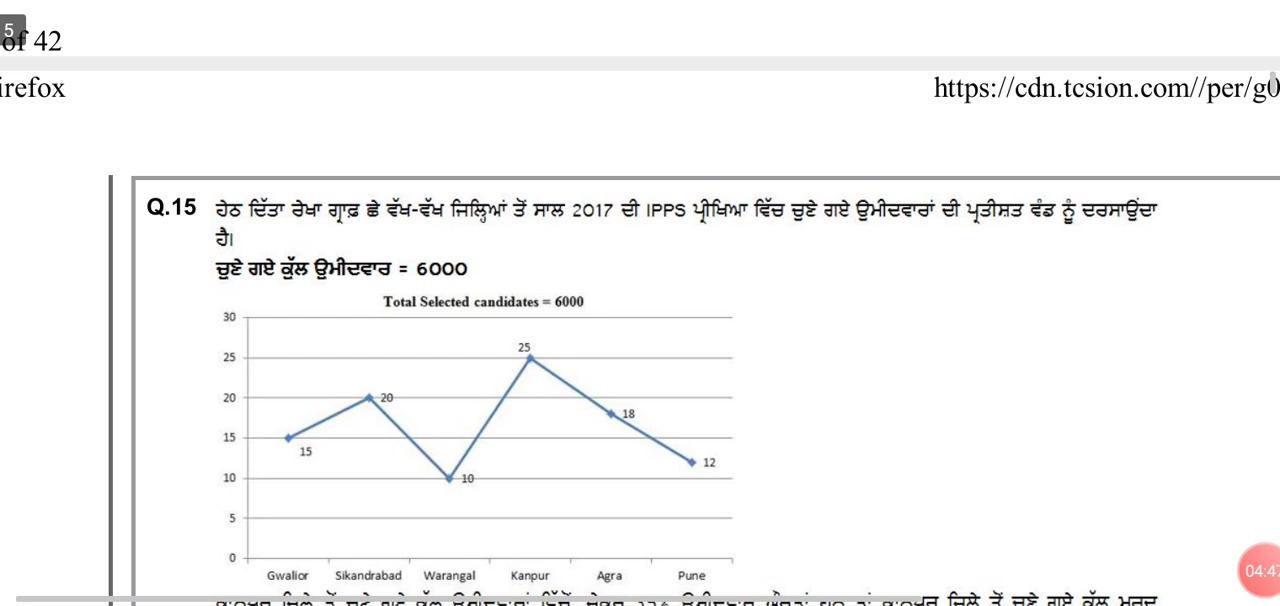 5
of 42
irefox
https://cdn.tcsion.com//per/g0
Q.15 ਹੇਠ ਦਿੱਤਾ ਰੇਖਾ ਗ੍ਰਾਫ਼ ਛੇ ਵੱਖ-ਵੱਖ ਜਿਲ੍ਹਿਆਂ ਤੋਂ ਸਾਲ 2017 ਦੀ IPPS ਪ੍ਰੀਖਿਆ ਵਿੱਚ ਚੁਣੇ ਗਏ ਉਮੀਦਵਾਰਾਂ ਦੀ ਪ੍ਰਤੀਸ਼ਤ ਵੰਡ ਨੂੰ ਦਰਸਾਉਂਦਾ
ਹੈ।
ਚੁਣੇ ਗਏ ਕੁੱਲ ਉਮੀਦਵਾਰ = 6000
Total Selected candidates = 6000
30
25
20
15
10
5
0
15
20
10
25
18
12
Gwalior Sikandrabad Warangal Kanpur Agra Pune
04:47